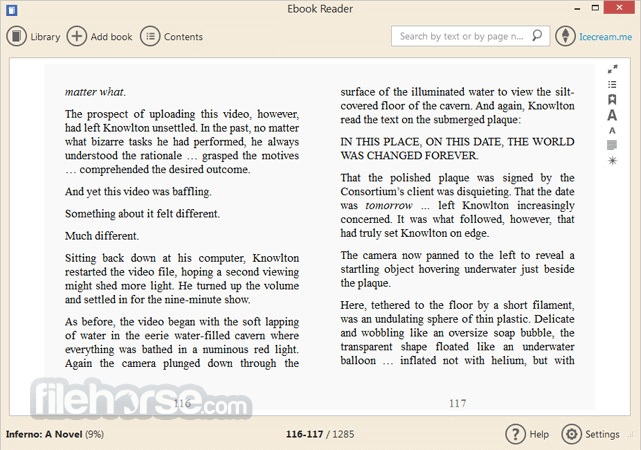 Ebook Reader
Library
Add book
Contents
Search by text or by page n...
Icecream.me
matter what.
The prospect of uploading this video, however,
had left Knowlton unsettled. In the past, no matter
what bizarre tasks he had performed, he always
understood the rationale … grasped the motives
… comprehended the desired outcome.
And yet this video was baffling.
Something about it felt different.
Much different.
Sitting back down at his computer, Knowlton
restarted the video file, hoping a second viewing
might shed more light. He turned up the volume
and settled in for the nine-minute show.
As before, the video began with the soft lapping
of water in the eerie water-filled cavern where
everything was bathed in a numinous red light.
Again the camera plunged down through the
116
surface of the illuminated water to view the silt-
covered floor of the cavern. And again, Knowlton
read the text on the submerged plaque:
IN THIS PLACE, ON THIS DATE, THE WORLD
WAS CHANGED FOREVER.
That the polished plaque was signed by the
Consortium’s client was disquieting. That the date
was tomorrow … left Knowlton increasingly
concerned. It was what followed, however, that
had truly set Knowlton on edge.
The camera now panned to the left to reveal a
startling object hovering underwater just beside
the plaque.
Here, tethered to the floor by a short filament,
was an undulating sphere of thin plastic. Delicate
and wobbling like an oversize soap bubble, the
transparent shape floated like an underwater
balloon … inflated not with helium, but with
117
A
A
filehorse.com
Inferno: A Novel (9%)
116-117 / 1285
Help
Settings